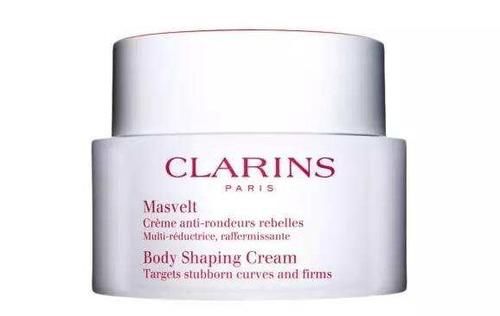 CLARINS
PARIS
Masvelt
Crème anti-rondeurs rebelles
Multi-réductrice, raffermissante
Body Shaping Cream
Targets stubborn curves and firms